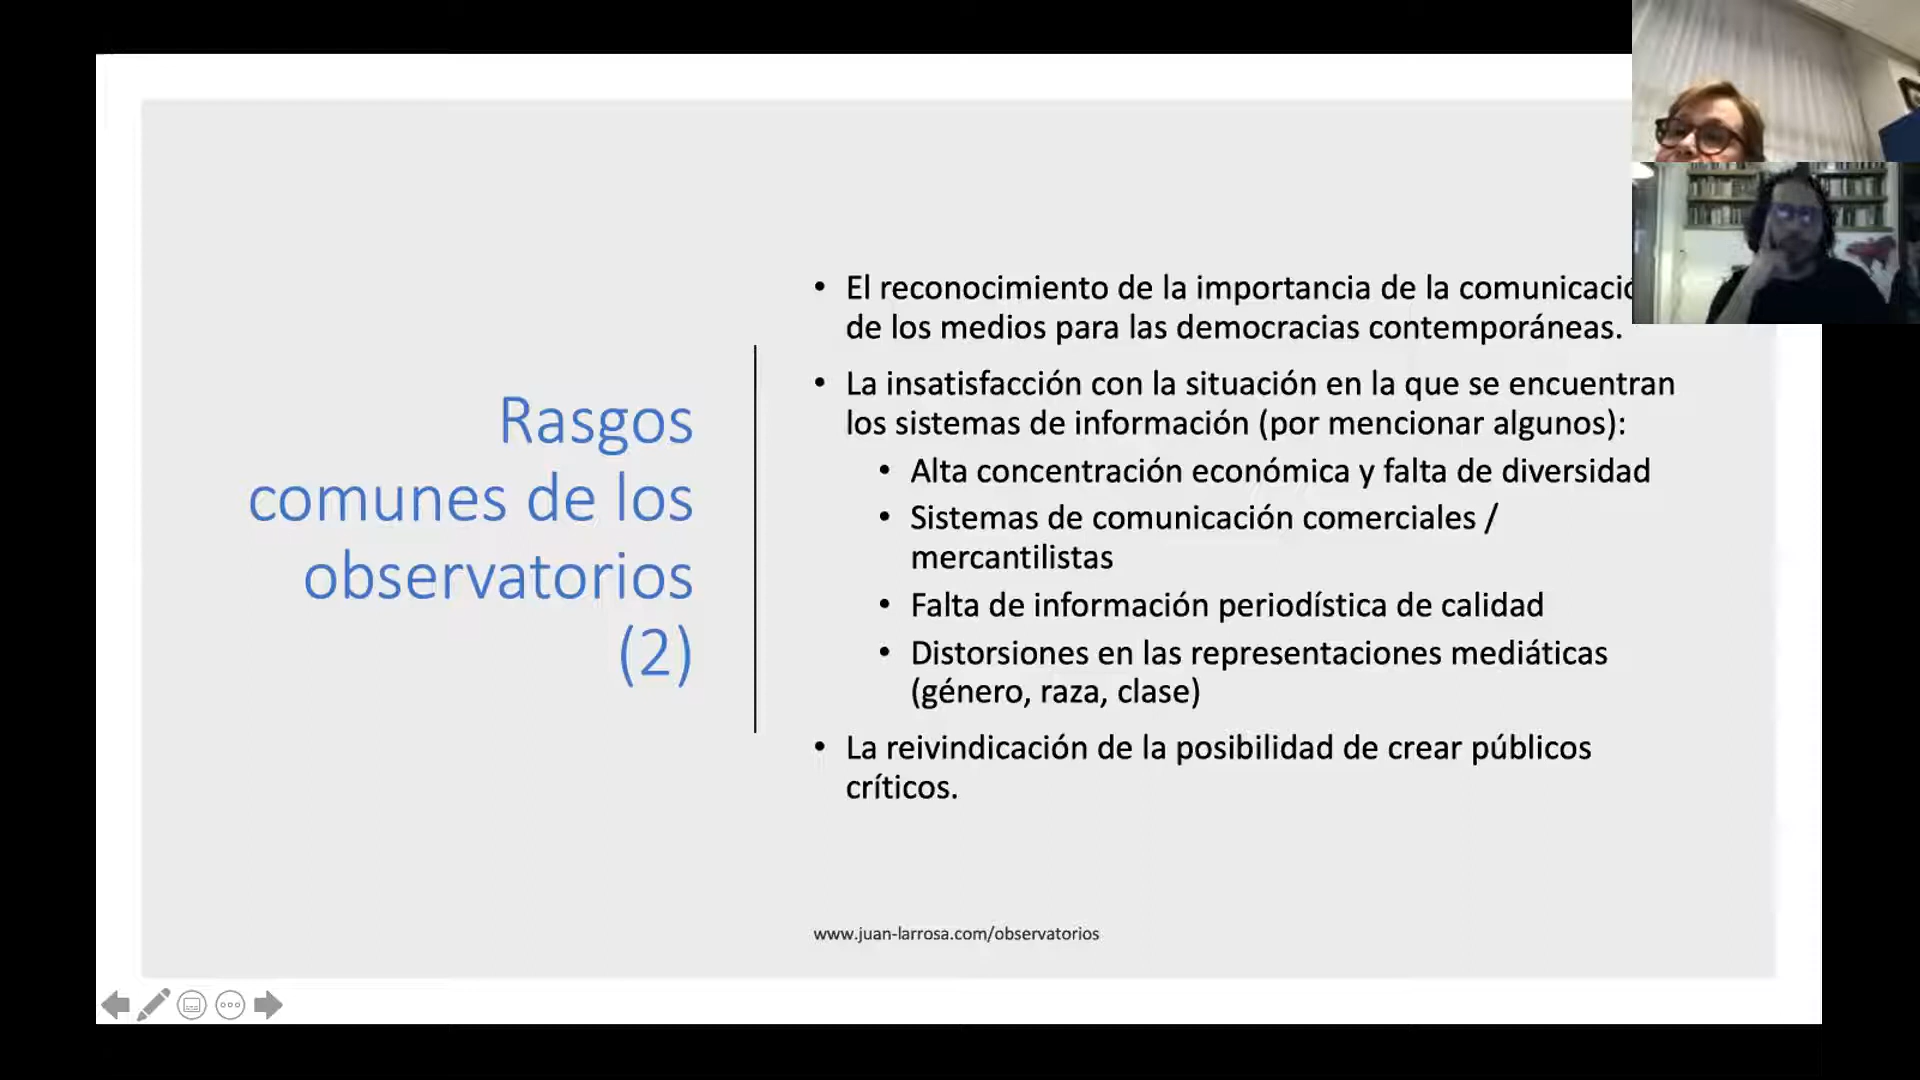 Rasgos
comunes de los
observatorios
(2)
• El reconocimiento de la importancia de la
de los medios para las democracias contemporáneas.
• La insatisfacción con la situación en la que se encuentran
los sistemas de información (por mencionar algunos):
• Alta concentración económica y falta de diversidad
• Sistemas de comunicación comerciales /
mercantilistas
• Falta de información periodística de calidad
• Distorsiones en las representaciones mediáticas
(género, raza, clase)
• La reivindicación de la posibilidad de crear públicos
críticos.
www.juan-larrosa.com/observatorios